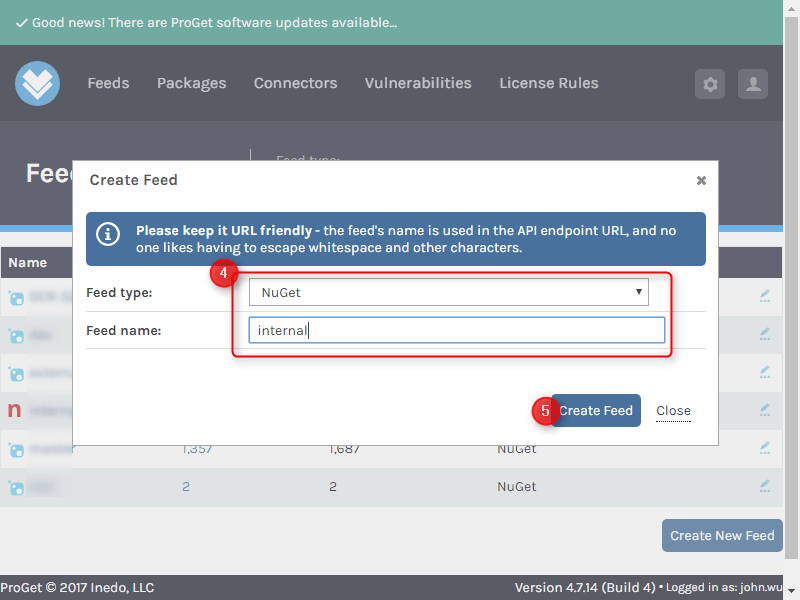 Good news! There are ProGet software updates available...
Feeds Packages Connectors Vulnerabilities License Rules
Create Feed
Please keep it URL friendly - the feed's name is used in the API endpoint URL, and no
one likes having to escape whitespace and other characters.
Name
4
Feed type: NuGet
Feed name: internal
5 Create Feed Close
1,357 1,687 NuGet
2 2 NuGet
Create New Feed
ProGet © 2017 Inedo, LLC Version 4.7.14 (Build 4) • Logged in as: john.wu